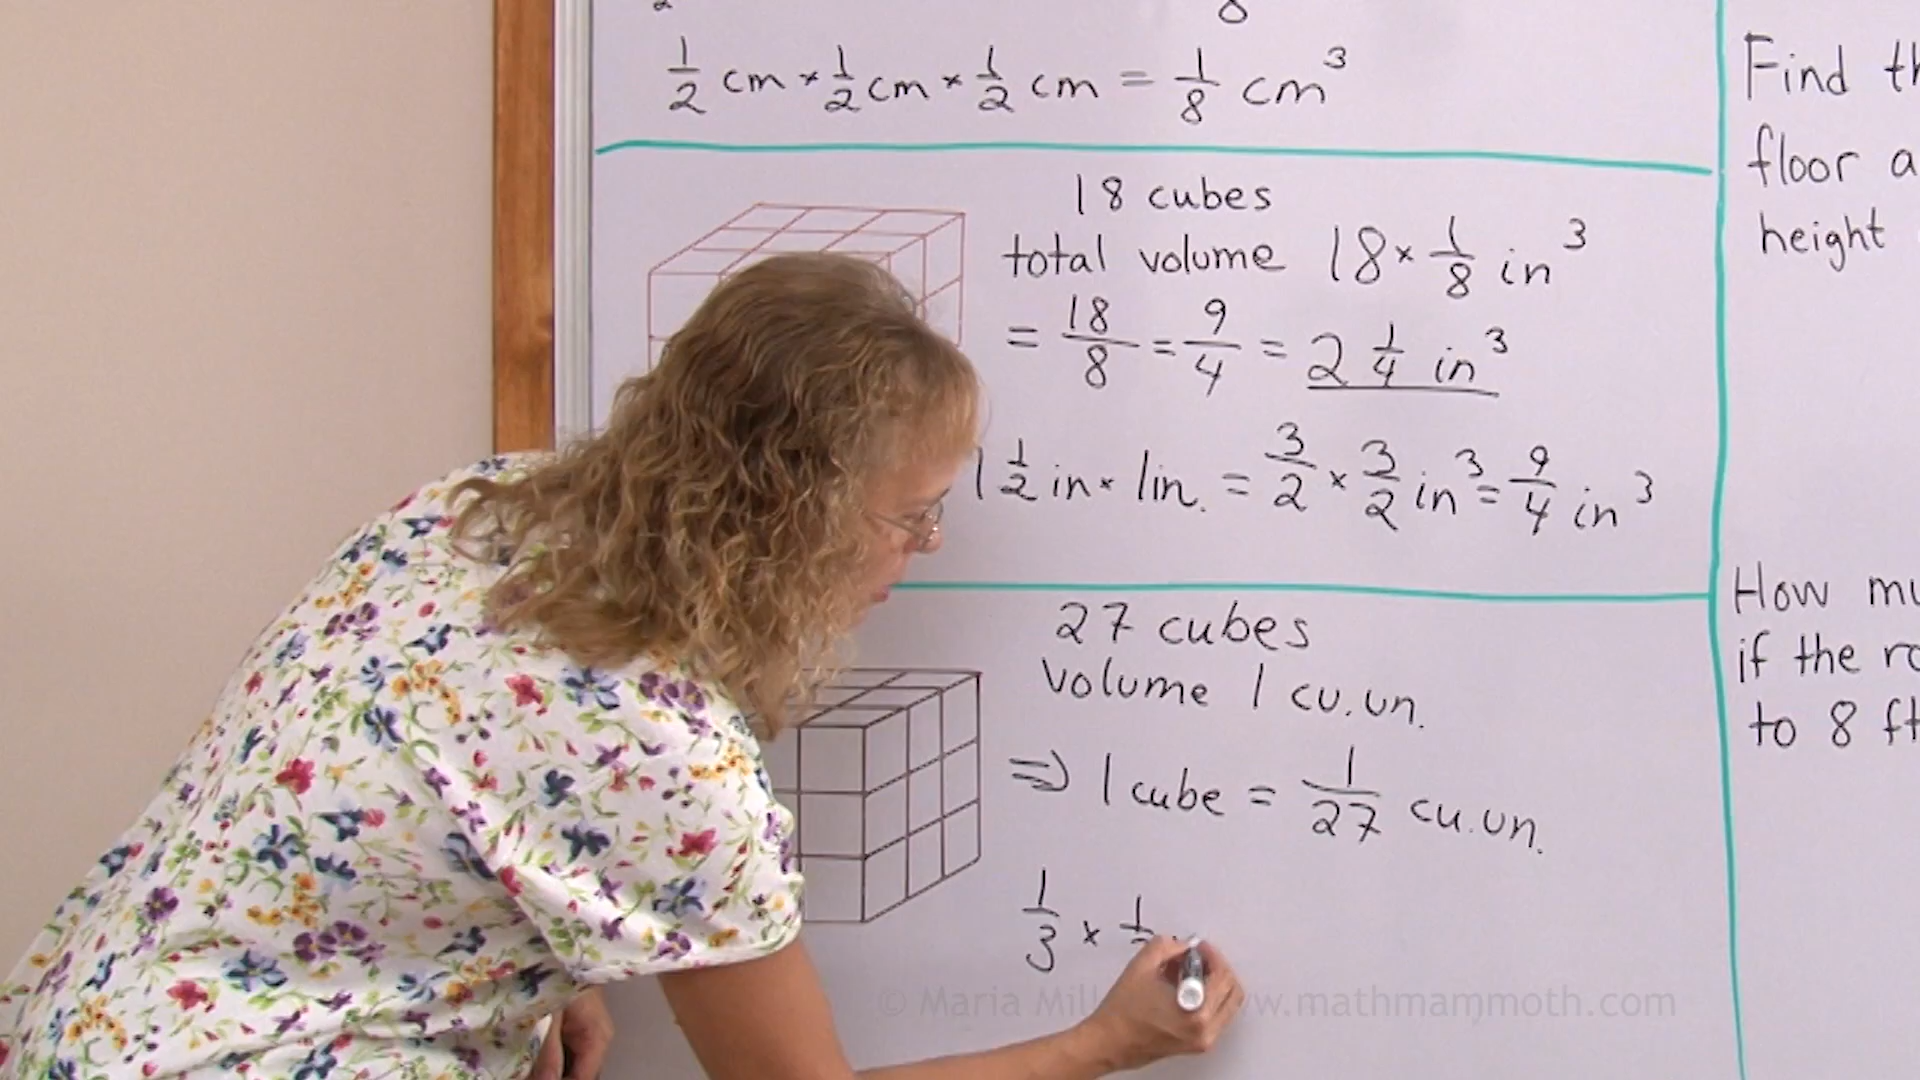 1/2 cm × 1/2 cm × 1/2 cm = 1/8 cm³
18 cubes
total volume 18 × 1/8 in³
= 18/8 = 9/4 = 2 1/4 in³
1 1/2 in × 1 in. = 3/2 × 3/2 in³ = 9/4 in³
27 cubes
volume 1 cu.un.
⇒ 1 cube = 1/27 cu.un.
1/3 × 1/
Find
floor a
height
How
if the
to 8 ft
© Maria www.mathmammoth.com